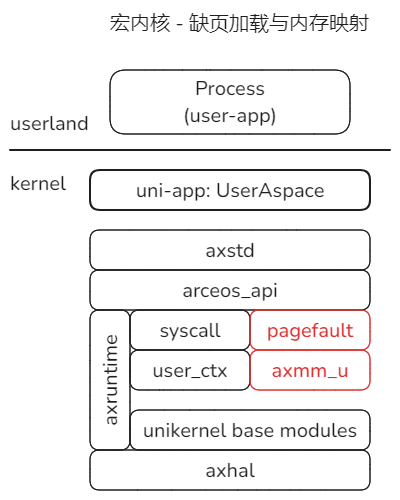 宏内核 - 缺页加载与内存映射
Process
(user-app)
userland
kernel
uni-app: UserAspace
axstd
arceos_api
axruntime
syscall
pagefault
user_ctx
axmm_u
unikernel base modules
axhal